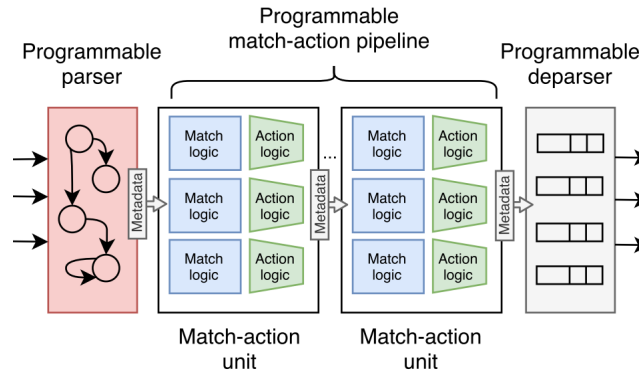 Programmable
match-action pipeline
Programmable
parser
Programmable
deparser
Metadata
Match
logic
Action
logic
Match
logic
Action
logic
Match
logic
Action
logic
Metadata
...
Match
logic
Action
logic
Match
logic
Action
logic
Match
logic
Action
logic
Metadata
Match-action
unit
Match-action
unit